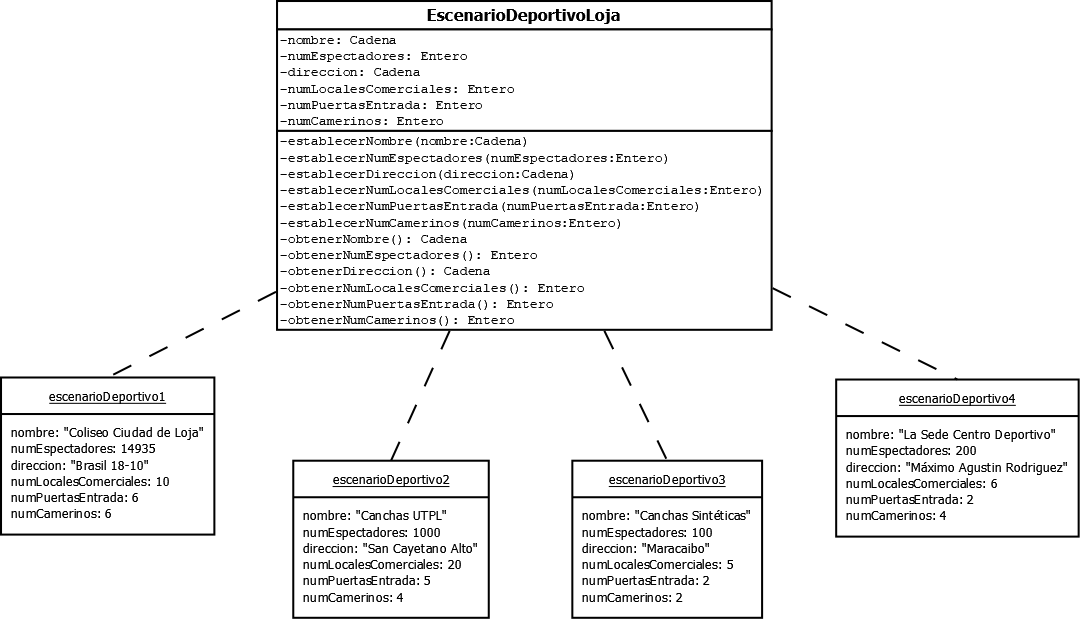 EscenarioDeportivoLoja
-nombre: Cadena
-numEspectadores: Entero
-direccion: Cadena
-numLocalesComerciales: Entero
-numPuertasEntrada: Entero
-numCamerinos: Entero
-establecerNombre(nombre:Cadena)
-establecerNumEspectadores(numEspectadores:Entero)
-establecerDireccion(direccion:Cadena)
-establecerNumLocalesComerciales(numLocalesComerciales:Entero)
-establecerNumPuertasEntrada(numPuertasEntrada:Entero)
-establecerNumCamerinos(numCamerinos:Entero)
-obtenerNombre(): Cadena
-obtenerNumEspectadores(): Entero
-obtenerDireccion(): Cadena
-obtenerNumLocalesComerciales(): Entero
-obtenerNumPuertasEntrada(): Entero
-obtenerNumCamerinos(): Entero
escenarioDeportivo1
nombre: "Coliseo Ciudad de Loja"
numEspectadores: 14935
direccion: "Brasil 18-10"
numLocalesComerciales: 10
numPuertasEntrada: 6
numCamerinos: 6
escenarioDeportivo2
nombre: "Canchas UTPL"
numEspectadores: 1000
direccion: "San Cayetano Alto"
numLocalesComerciales: 20
numPuertasEntrada: 5
numCamerinos: 4
escenarioDeportivo3
nombre: "Canchas Sintéticas"
numEspectadores: 100
direccion: "Maracaibo"
numLocalesComerciales: 5
numPuertasEntrada: 2
numCamerinos: 2
escenarioDeportivo4
nombre: "La Sede Centro Deportivo"
numEspectadores: 200
direccion: "Máximo Agustin Rodriguez"
numLocalesComerciales: 6
numPuertasEntrada: 2
numCamerinos: 4